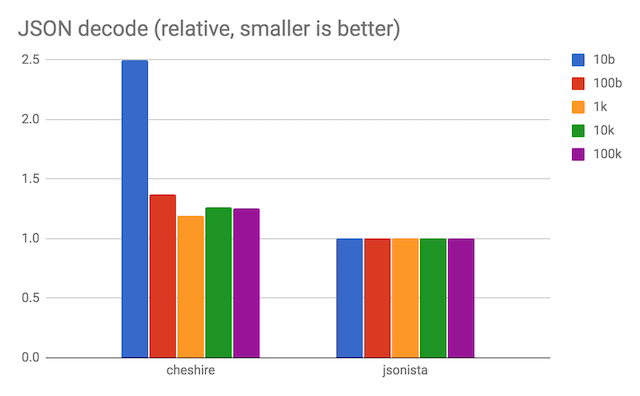 JSON decode (relative, smaller is better)
2.5
2.0
1.5
1.0
0.5
0.0
cheshire
jsonista
10b
100b
1k
10k
100k